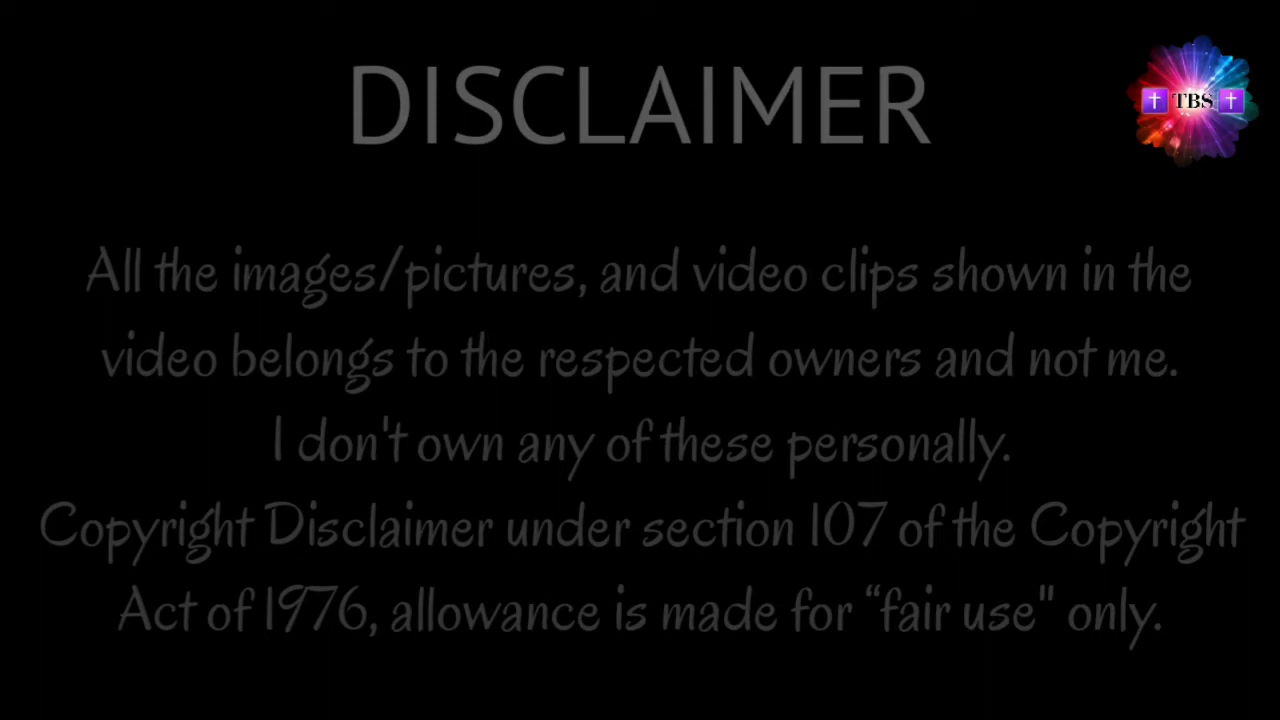 DISCLAIMER
✝️TBS✝️
All the images/pictures, and video clips shown in the
video belongs to the respected owners and not me.
I don't own any of these personally.
Copyright Disclaimer under section 107 of the Copyright
Act of 1976, allowance is made for “fair use" only.